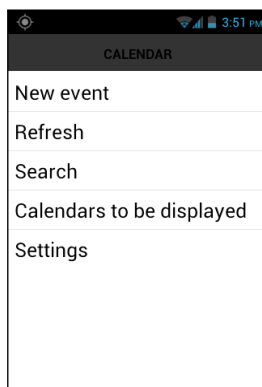 3:51 PM
CALENDAR
New event
Refresh
Search
Calendars to be displayed
Settings